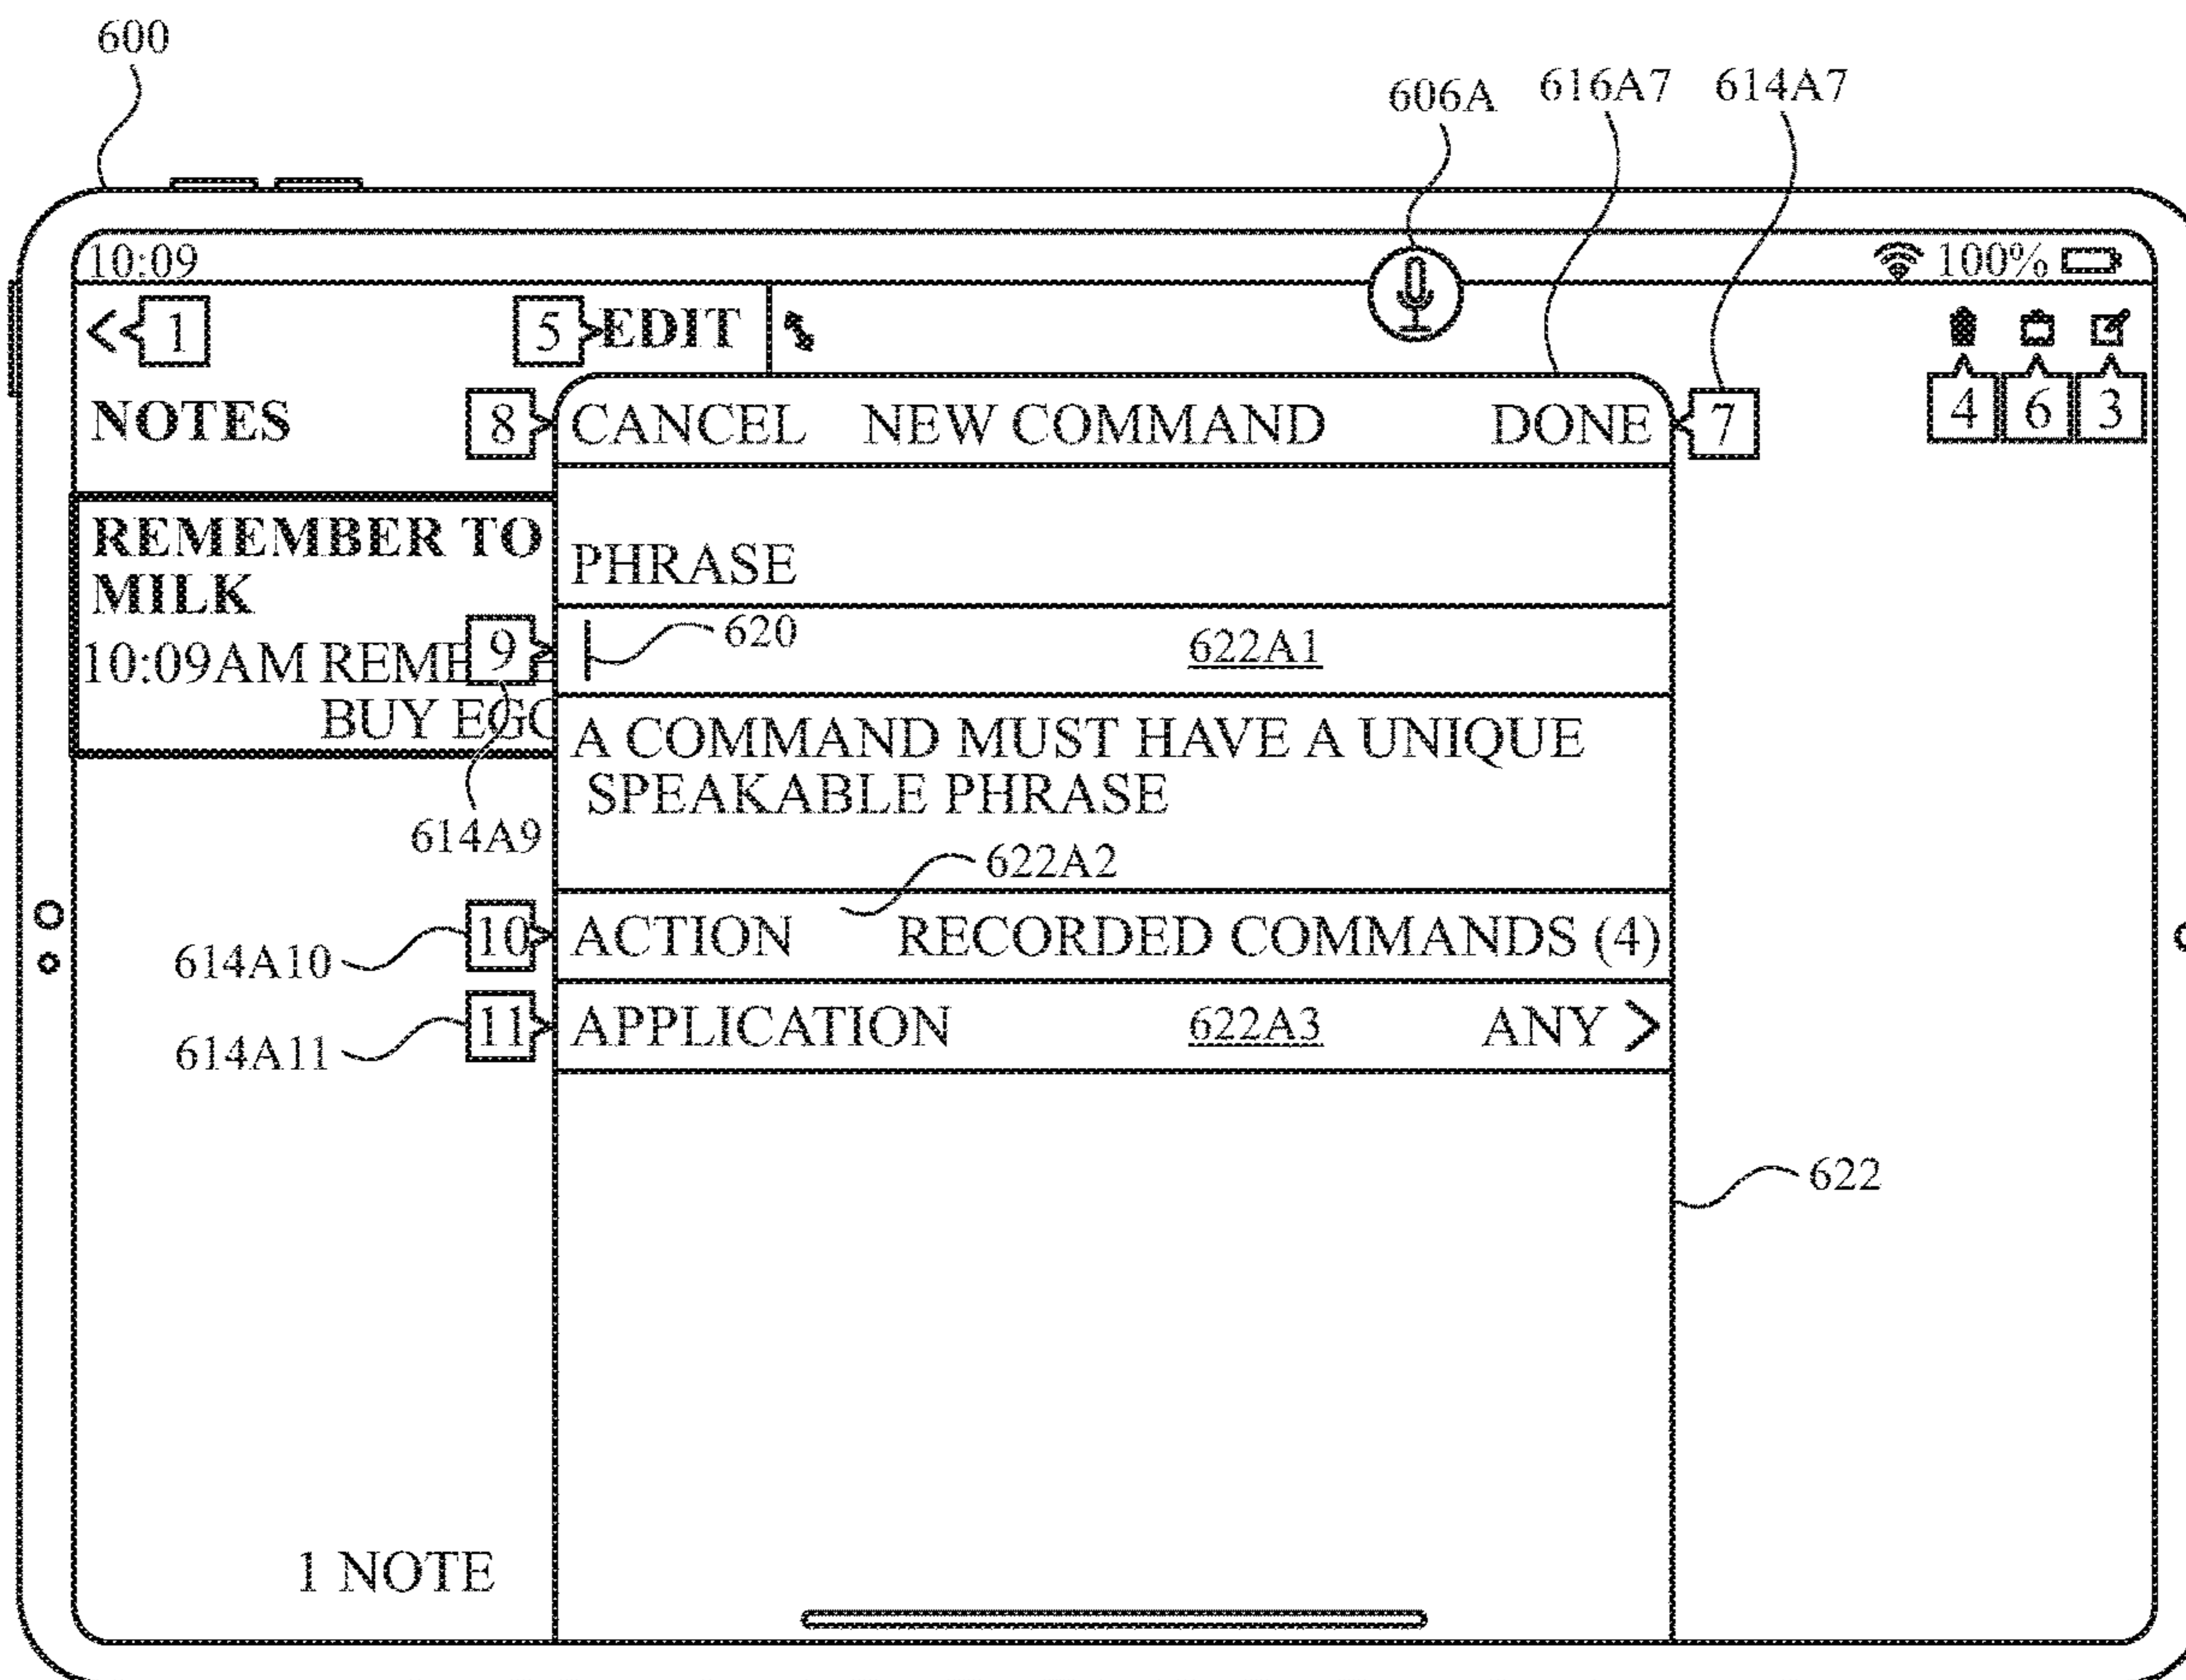 600
606A 616A7 614A7
10:09 100%
1 5 EDIT
4 6 3
NOTES 8 CANCEL NEW COMMAND DONE 7
REMEMBER TO
MILK
PHRASE
10:09AM REME 9 620 622A1
BUY EGG
A COMMAND MUST HAVE A UNIQUE
SPEAKABLE PHRASE
614A9
622A2
10 ACTION RECORDED COMMANDS (4)
614A10
11 APPLICATION 622A3 ANY >
614A11
622
1 NOTE